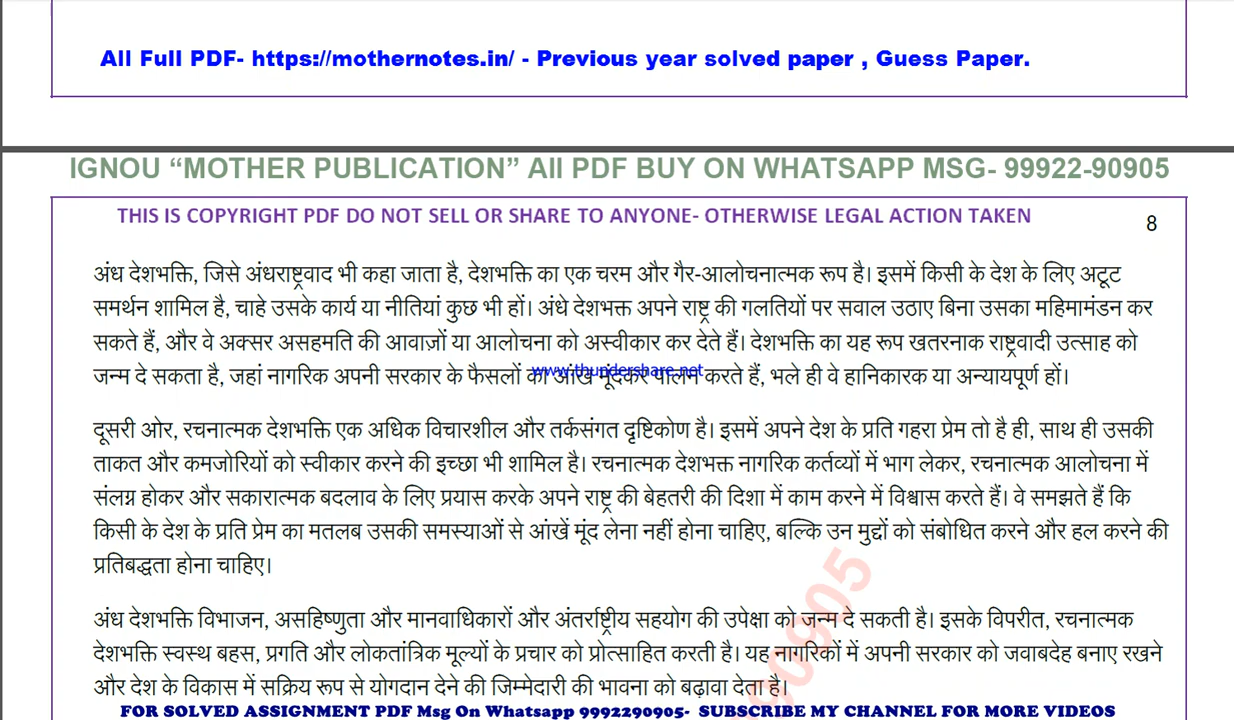 All Full PDF- https://mothernotes.in/ - Previous year solved paper , Guess Paper.
IGNOU “MOTHER PUBLICATION” All PDF BUY ON WHATSAPP MSG- 99922-90905
THIS IS COPYRIGHT PDF DO NOT SELL OR SHARE TO ANYONE- OTHERWISE LEGAL ACTION TAKEN
8
अंध देशभक्ति, जिसे अंधराष्ट्रवाद भी कहा जाता है, देशभक्ति का एक चरम और गैर-आलोचनात्मक रूप है। इसमें किसी के देश के लिए अटूट
समर्थन शामिल है, चाहे उसके कार्य या नीतियां कुछ भी हों। अंधे देशभक्त अपने राष्ट्र की गलतियों पर सवाल उठाए बिना उसका महिमामंडन कर
सकते हैं, और वे अक्सर असहमति की आवाज़ों या आलोचना को अस्वीकार कर देते हैं। देशभक्ति का यह रूप खतरनाक राष्ट्रवादी उत्साह को
जन्म दे सकता है, जहां नागरिक अपनी सरकार के फैसलों का आंख मूंदकर पालन करते हैं, भले ही वे हानिकारक या अन्यायपूर्ण हों।
www.thundershare.net
दूसरी ओर, रचनात्मक देशभक्ति एक अधिक विचारशील और तर्कसंगत दृष्टिकोण है। इसमें अपने देश के प्रति गहरा प्रेम तो है ही, साथ ही उसकी
ताकत और कमजोरियों को स्वीकार करने की इच्छा भी शामिल है। रचनात्मक देशभक्त नागरिक कर्तव्यों में भाग लेकर, रचनात्मक आलोचना में
संलग्न होकर और सकारात्मक बदलाव के लिए प्रयास करके अपने राष्ट्र की बेहतरी की दिशा में काम करने में विश्वास करते हैं। वे समझते हैं कि
किसी के देश के प्रति प्रेम का मतलब उसकी समस्याओं से आंखें मूंद लेना नहीं होना चाहिए, बल्कि उन मुद्दों को संबोधित करने और हल करने की
प्रतिबद्धता होना चाहिए।
अंध देशभक्ति विभाजन, असहिष्णुता और मानवाधिकारों और अंतर्राष्ट्रीय सहयोग की उपेक्षा को जन्म दे सकती है। इसके विपरीत, रचनात्मक
देशभक्ति स्वस्थ बहस, प्रगति और लोकतांत्रिक मूल्यों के प्रचार को प्रोत्साहित करती है। यह नागरिकों में अपनी सरकार को जवाबदेह बनाए रखने
और देश के विकास में सक्रिय रूप से योगदान देने की जिम्मेदारी की भावना को बढ़ावा देता है।
90905
FOR SOLVED ASSIGNMENT PDF Msg On Whatsapp 9992290905- SUBSCRIBE MY CHANNEL FOR MORE VIDEOS